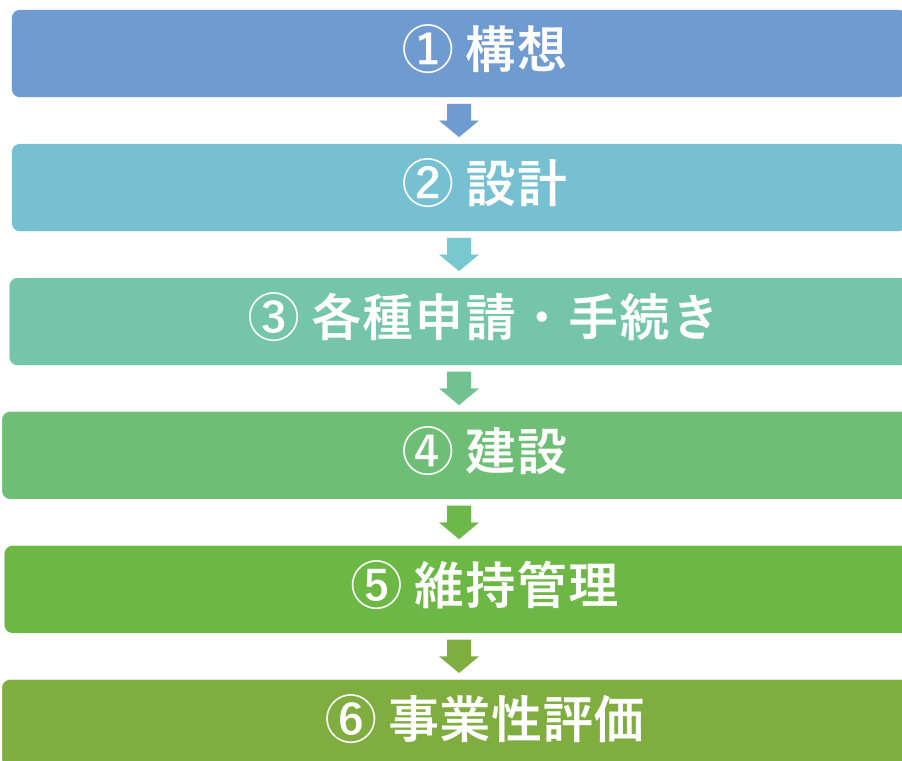 ① 構想
② 設計
③ 各種申請・手続き
④ 建設
⑤ 維持管理
⑥ 事業性評価